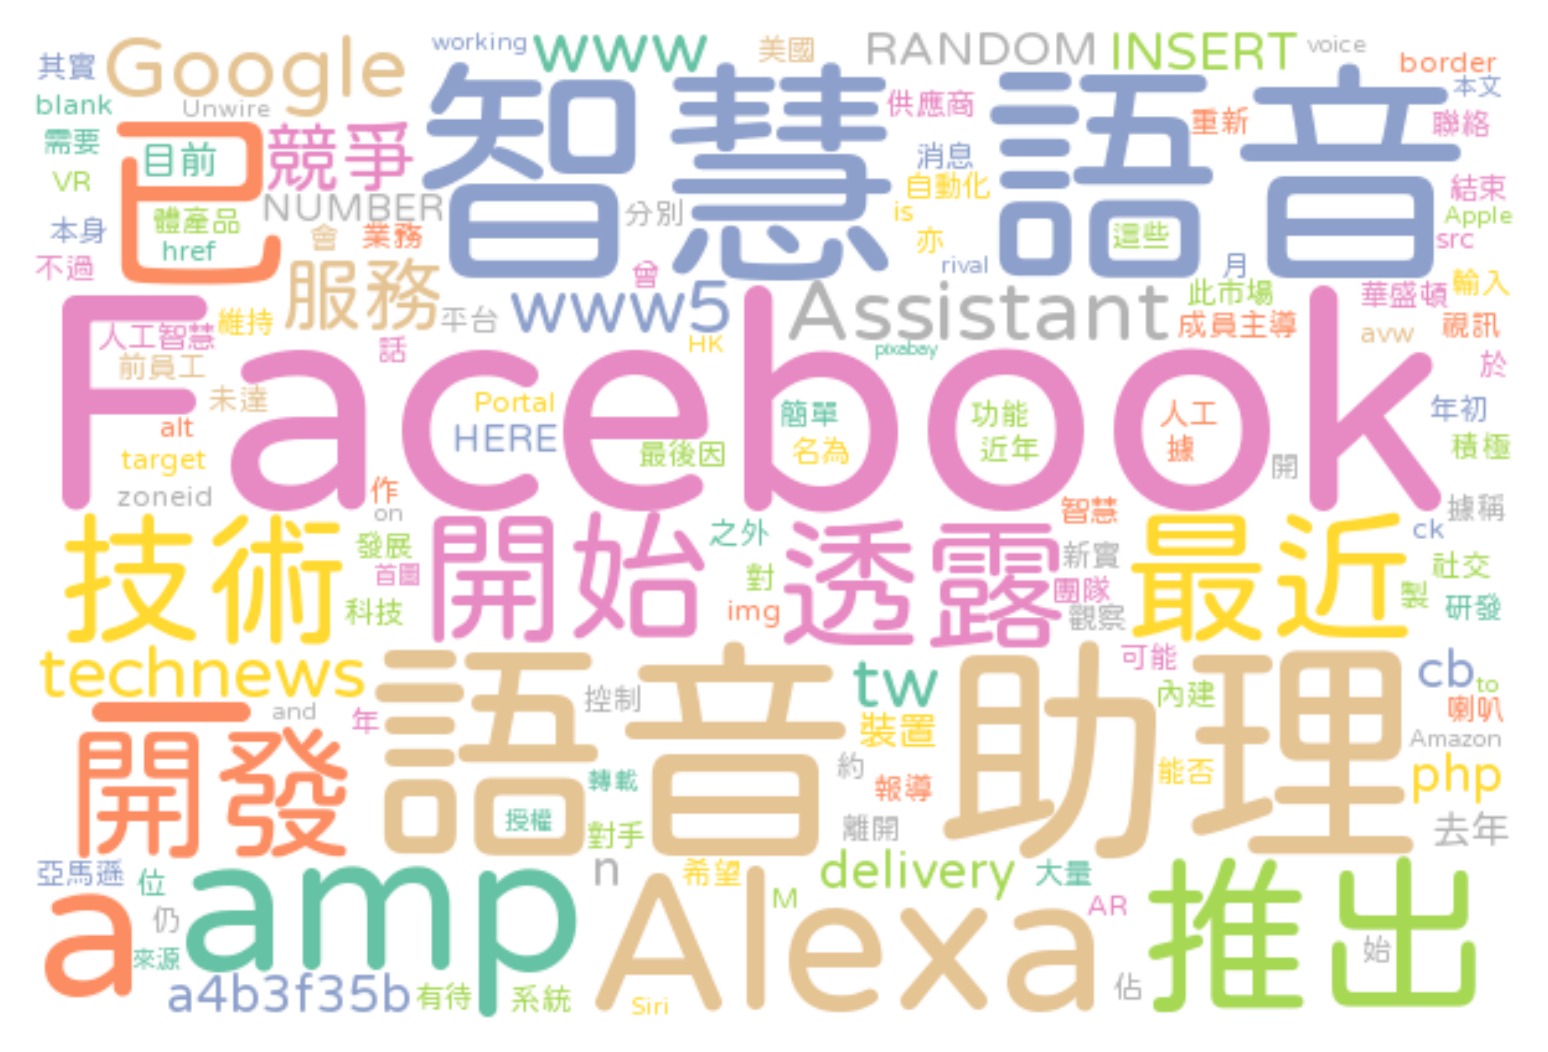 其實 Google working www 美國 RANDOM INSERT voice border
blank Unwire 智慧語音 供應商 本文
需要 已 目前 競爭 消息 重新 聯絡
VR NUMBER 自動化 結束
體產品 分別 is Apple
本身 href 會 業務 亦 這些 src
不過 服務 曾 rival 月
維持 平台 www5 Assistant 此市場 華盛頓 輸入
人工智慧 話 HK pixabay 成員主導 avw 視訊
Facebook
前員工 於
未達 Portal 簡單 功能 人工 年初
alt HERE 最後因 名為 近年 據 積極
target 開
zoneid 作 智慧 據稱
on
技術 發展 開始 之外 透露 新實 最近 ck
首圖 對 團隊 社交
科技 img 觀察 製 研發
technews 語音助理 控制 tw 可能 cb to
一 and 年 裝置 內建 喇叭
開發 轉載 約 能否 Amazon
報導 php
授權 對手 離開 去年
亞馬遜 位 amp n 希望 delivery 大量 推出
a 仍 Alexa M AR
來源 始
a4b3f35b 有待 系統 Siri 佔